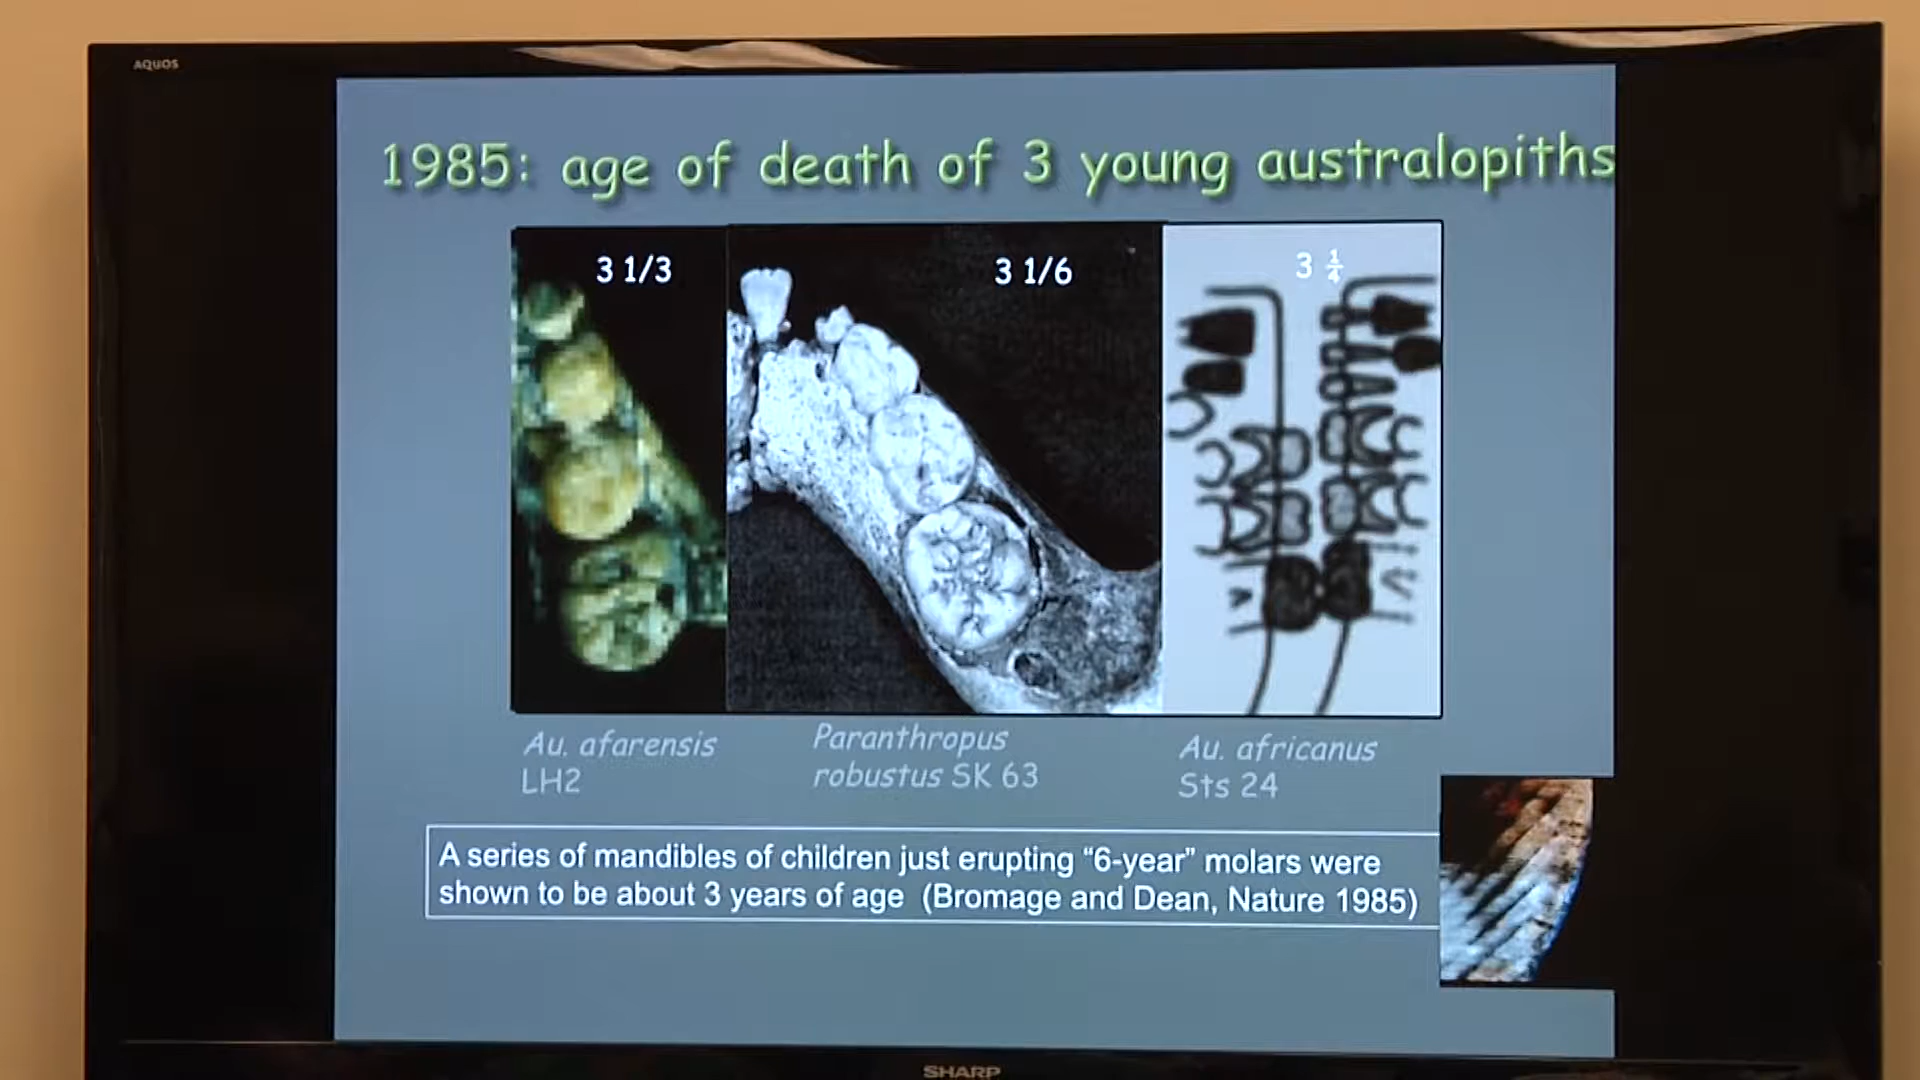 AQUOS
1985: age of death of 3 young australopiths
3 1/3
3 1/6
3 ¼
Au. afarensis
LH2
Paranthropus
robustus SK 63
Au. africanus
Sts 24
A series of mandibles of children just erupting “6-year” molars were
shown to be about 3 years of age (Bromage and Dean, Nature 1985)
SHARP